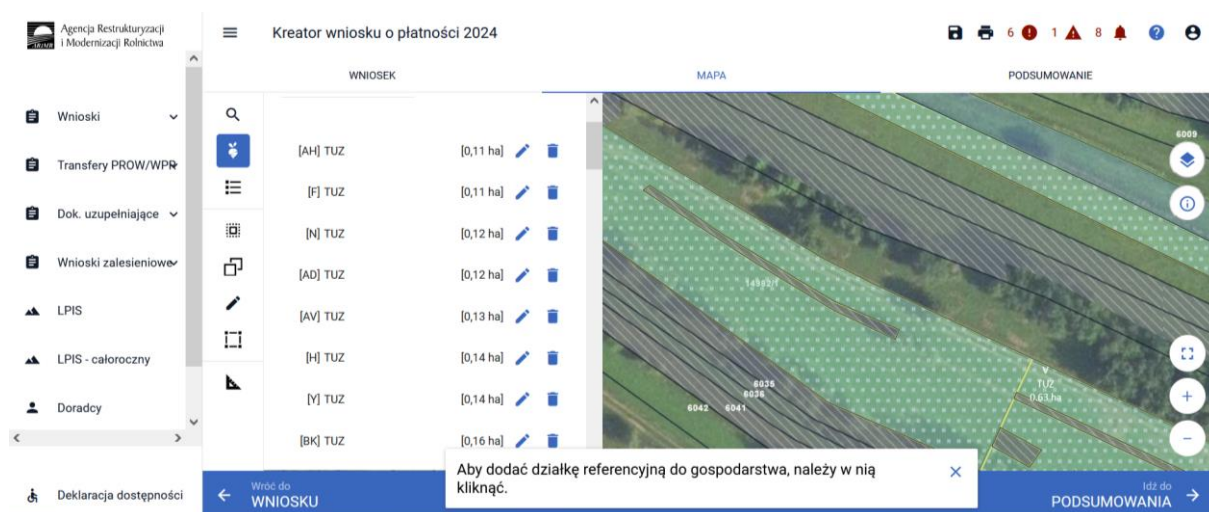 Agencja Restrukturyzacji
i Modernizacji Rolnictwa
ARiMR
Kreator wniosku o płatności 2024
6
1
8
WNIOSEK
MAPA
PODSUMOWANIE
Wnioski
Transfery PROW/WPR
Dok. uzupełniające
Wnioski zalesieniowe
LPIS
LPIS - całoroczny
Doradcy
Deklaracja dostępności
[AH] TUZ [0,11 ha]
[F] TUZ [0,11 ha]
[N] TUZ [0,12 ha]
[AD] TUZ [0,12 ha]
[AV] TUZ [0,13 ha]
[H] TUZ [0,14 ha]
[Y] TUZ [0,14 ha]
[BK] TUZ [0,16 ha]
6009
6035
6036
6042 6041
V
TUZ
0.63 ha
Aby dodać działkę referencyjną do gospodarstwa, należy w nią
kliknąć.
Wróć do
WNIOSKU
Idź do
PODSUMOWANIA